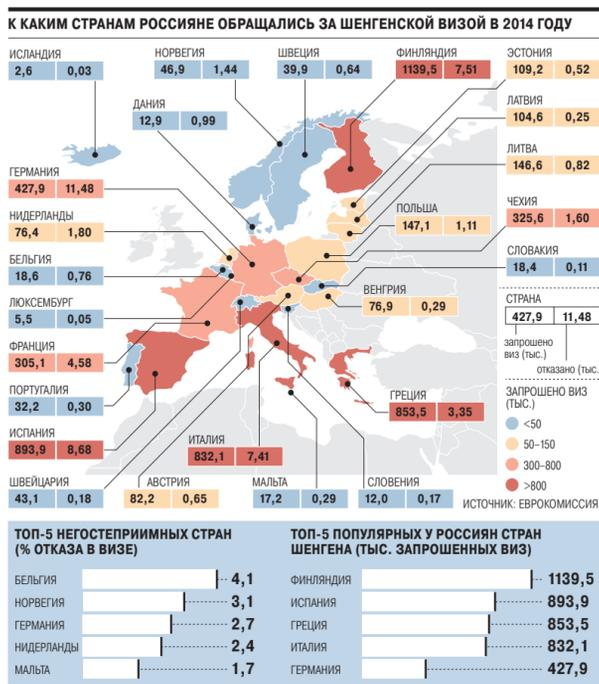 К КАКИМ СТРАНАМ РОССИЯНЕ ОБРАЩАЛИСЬ ЗА ШЕНГЕНСКОЙ ВИЗОЙ В 2014 ГОДУ
ИСЛАНДИЯ
2,6 0,03
НОРВЕГИЯ
46,9 1,44
ШВЕЦИЯ
39,9 0,64
ФИНЛЯНДИЯ
1139,5 7,51
ЭСТОНИЯ
109,2 0,52
ДАНИЯ
12,9 0,99
ЛАТВИЯ
104,6 0,25
ЛИТВА
146,6 0,82
ГЕРМАНИЯ
427,9 11,48
ПОЛЬША
147,1 1,11
ЧЕХИЯ
325,6 1,60
НИДЕРЛАНДЫ
76,4 1,80
СЛОВАКИЯ
18,4 0,11
БЕЛЬГИЯ
18,6 0,76
ВЕНГРИЯ
76,9 0,29
ЛЮКСЕМБУРГ
5,5 0,05
СТРАНА
427,9 11,48
запрошено
виз (тыс.)
отказано (тыс.
ФРАНЦИЯ
305,1 4,58
ПОРТУГАЛИЯ
32,2 0,30
ГРЕЦИЯ
853,5 3,35
ЗАПРОШЕНО ВИЗ
(ТЫС.)
<50
50–150
300–800
>800
ИСПАНИЯ
893,9 8,68
ИТАЛИЯ
832,1 7,41
ШВЕЙЦАРИЯ
43,1 0,18
АВСТРИЯ
82,2 0,65
МАЛЬТА
17,2 0,29
СЛОВЕНИЯ
12,0 0,17
ИСТОЧНИК: ЕВРОКОМИССИЯ
ТОП-5 НЕГОСТЕПРИИМНЫХ СТРАН
(% ОТКАЗА В ВИЗЕ)
БЕЛЬГИЯ 4,1
НОРВЕГИЯ 3,1
ГЕРМАНИЯ 2,7
НИДЕРЛАНДЫ 2,4
МАЛЬТА 1,7
ТОП-5 ПОПУЛЯРНЫХ У РОССИЯН СТРАН
ШЕНГЕНА (ТЫС. ЗАПРОШЕННЫХ ВИЗ)
ФИНЛЯНДИЯ 1139,5
ИСПАНИЯ 893,9
ГРЕЦИЯ 853,5
ИТАЛИЯ 832,1
ГЕРМАНИЯ 427,9